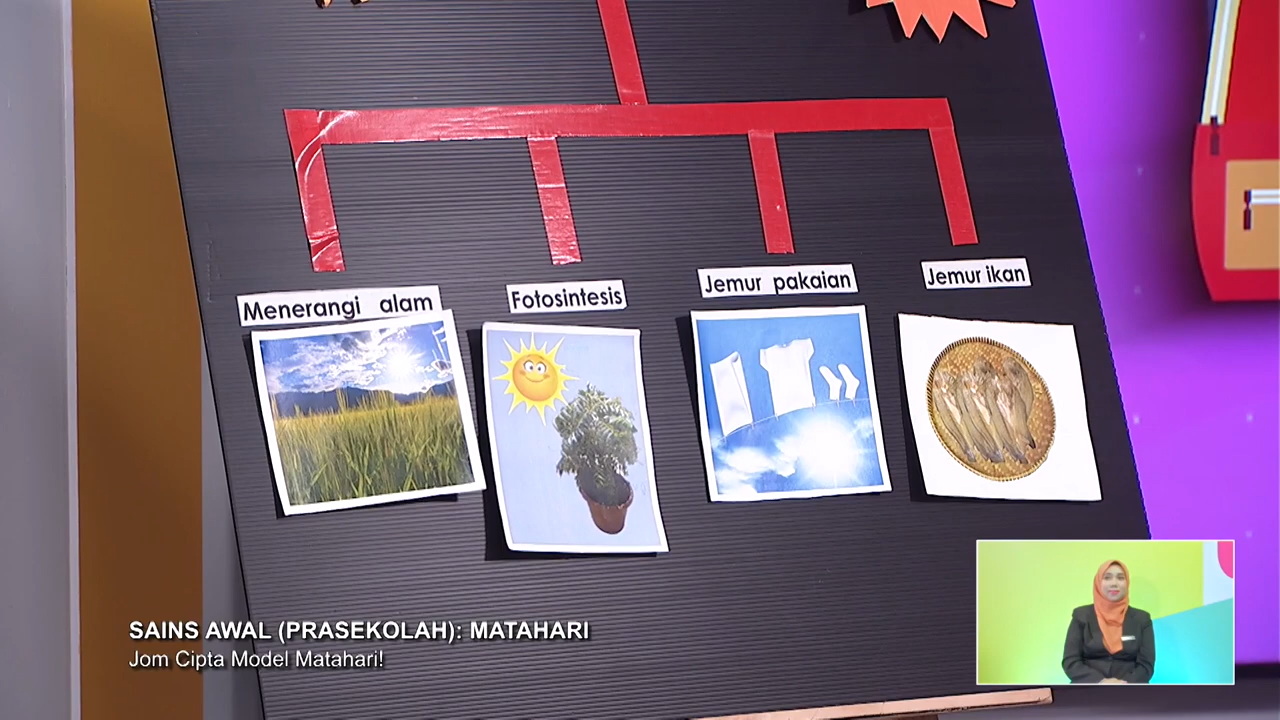 Menerangi alam
Fotosintesis
Jemur pakaian
Jemur ikan
SAINS AWAL (PRASEKOLAH): MATAHARI
Jom Cipta Model Matahari!